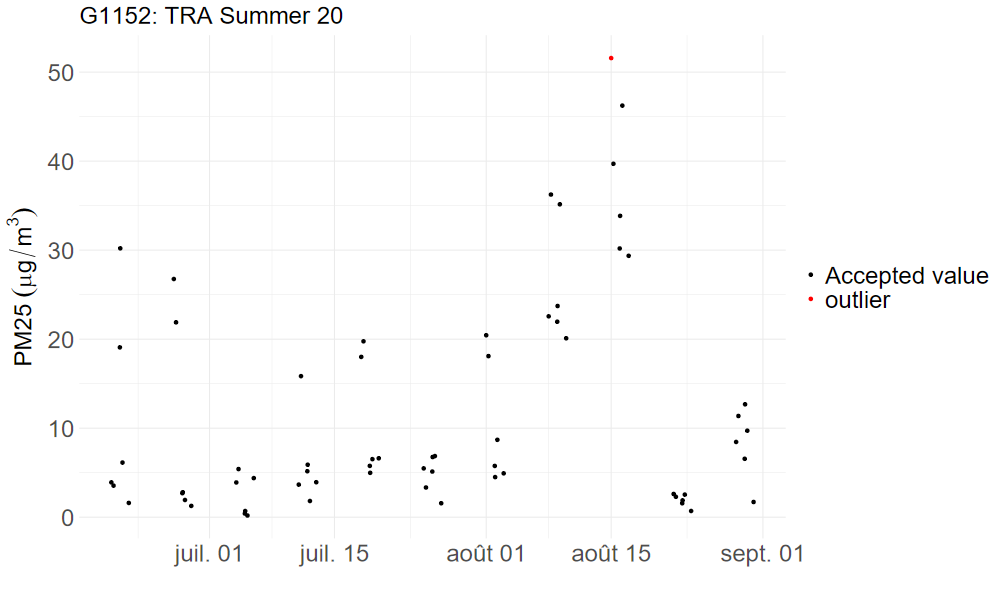 G1152: TRA Summer 20
PM25 (μg/m³)
50
40
30
20
10
0
juil. 01 juil. 15 août 01 août 15 sept. 01
Accepted value
outlier